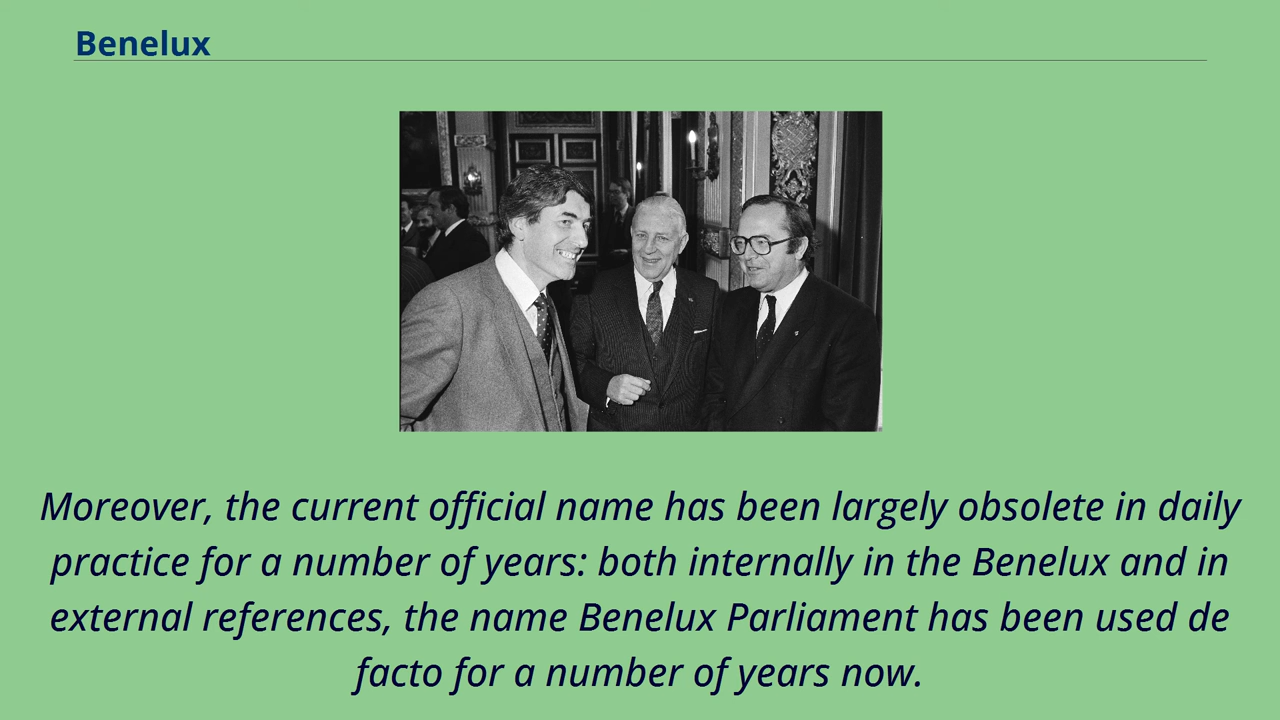 Benelux
Moreover, the current official name has been largely obsolete in daily
practice for a number of years: both internally in the Benelux and in
external references, the name Benelux Parliament has been used de
facto for a number of years now.